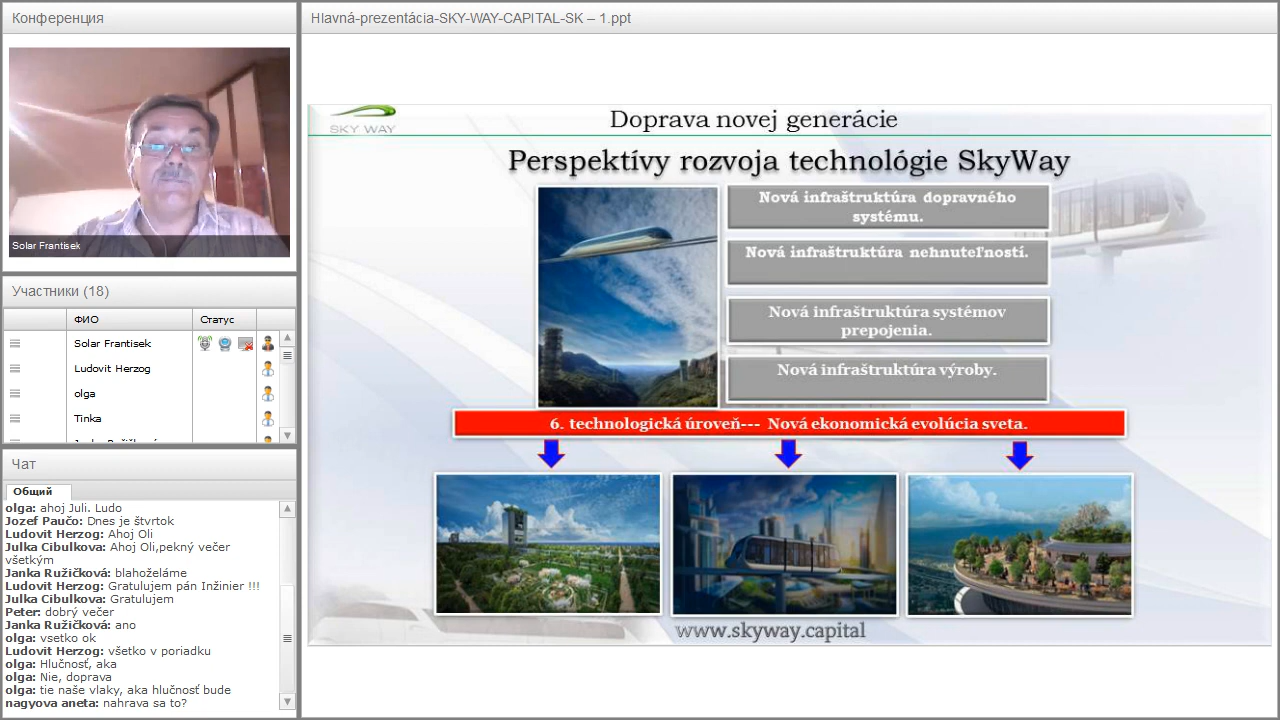 Конференция
Solar Frantisek
Участники (18)
ФИО
Статус
Solar Frantisek
Ludovit Herzog
olga
Tinka
Чат
Общий
olga: ahoj Juli. Ludo
Jozef Paučo: Dnes je štvrtok
Ludovit Herzog: Ahoj Oli
Julka Cibulkova: Ahoj Oli,pekný večer
všetkým
Janka Ružičková: blahoželáme
Ludovit Herzog: Gratulujem pán Inžinier !!!
Julka Cibulkova: Gratulujem
Peter: dobrý večer
Janka Ružičková: ano
olga: vsetko ok
Ludovit Herzog: všetko v poriadku
olga: Hlučnosť, aka
olga: Nie, doprava
olga: tie naše vlaky, aka hlučnosť bude
nagyova aneta: nahrava sa to?
Hlavná-prezentácia-SKY-WAY-CAPITAL-SK – 1.ppt
SKY WAY
Doprava novej generácie
Perspektívy rozvoja technológie SkyWay
Nová infraštruktúra dopravného
systému.
Nová infraštruktúra nehnuteľností.
Nová infraštruktúra systémov
prepojenia.
Nová infraštruktúra výroby.
6. technologická úroveň--- Nová ekonomická evolúcia sveta.
www.skyway.capital